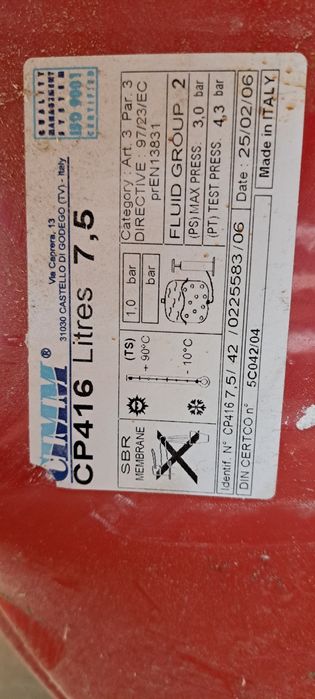 CIMM®
Via Caprera, 13
31030 CASTELLO DI GODEGO (TV) - Italy
QUALITY
MANAGEMENT
SYSTEM
ISO 9001
CERTIFIED
CP416 Litres 7,5
SBR
MEMBRANE
(TS)
+ 90°C
- 10°C
1,0 bar
bar
Category : Art. 3 Par. 3
DIRECTIVE : 97/23/EC
prEN13831
FLUID GROUP 2
(PS) MAX PRESS. 3,0 bar
(PT) TEST PRESS. 4,3 bar
Identif. N° CP416 7,5/ 42 /0225583/06 Date : 25/02/06
DIN CERTCO n° 5C042/04
Made in ITALY